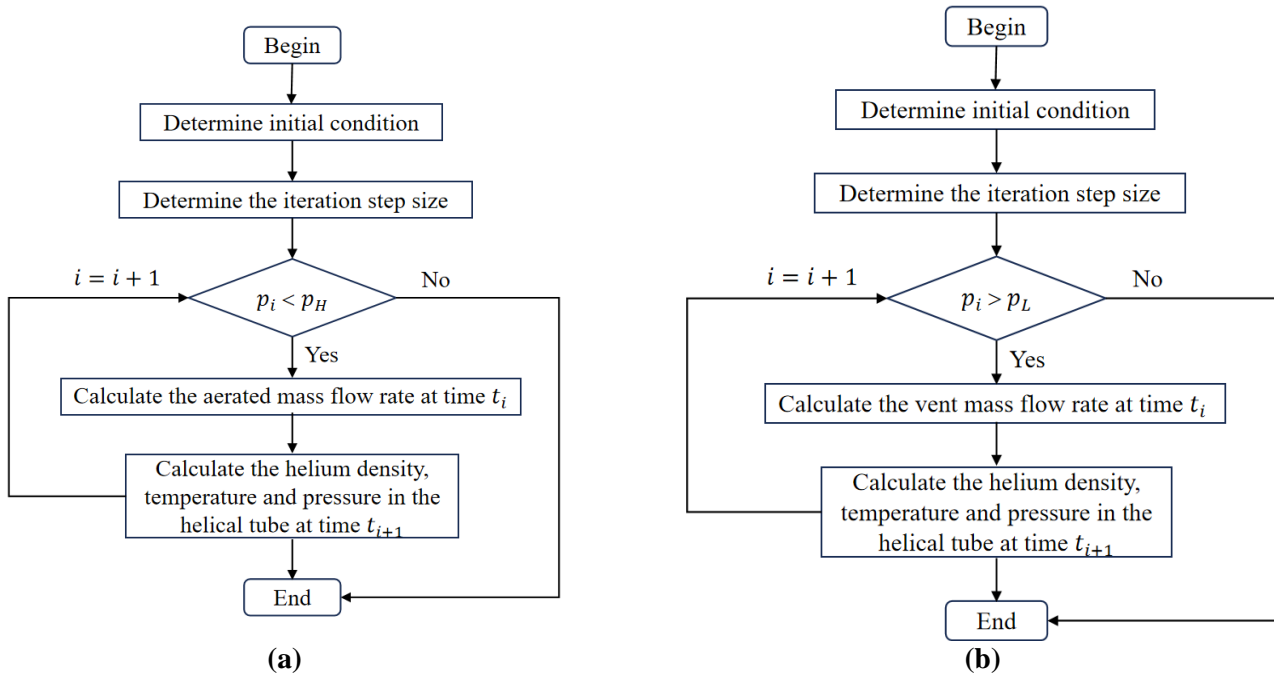 Begin
Determine initial condition
Determine the iteration step size
i = i + 1
No
p_i < p_H
Yes
Calculate the aerated mass flow rate at time t_i
Calculate the helium density,
temperature and pressure in the
helical tube at time t_{i+1}
End
(a)
Begin
Determine initial condition
Determine the iteration step size
i = i + 1
No
p_i > p_L
Yes
Calculate the vent mass flow rate at time t_i
Calculate the helium density,
temperature and pressure in the
helical tube at time t_{i+1}
End
(b)